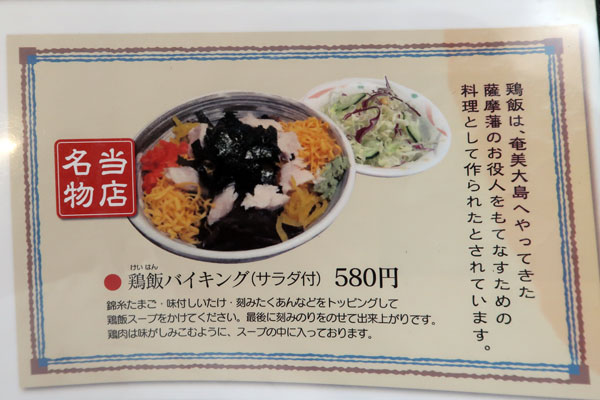 鶏飯は、奄美大島へやってきた
薩摩藩のお役人をもてなすための
料理として作られたとされています。
当店
名物
けいはん
●鶏飯バイキング(サラダ付) 580円
錦糸たまご・味付しいたけ・刻みたくあんなどをトッピングして
鶏飯スープをかけてください。最後に刻みのりをのせて出来上がりです。
鶏肉は味がしみこむように、スープの中に入っております。